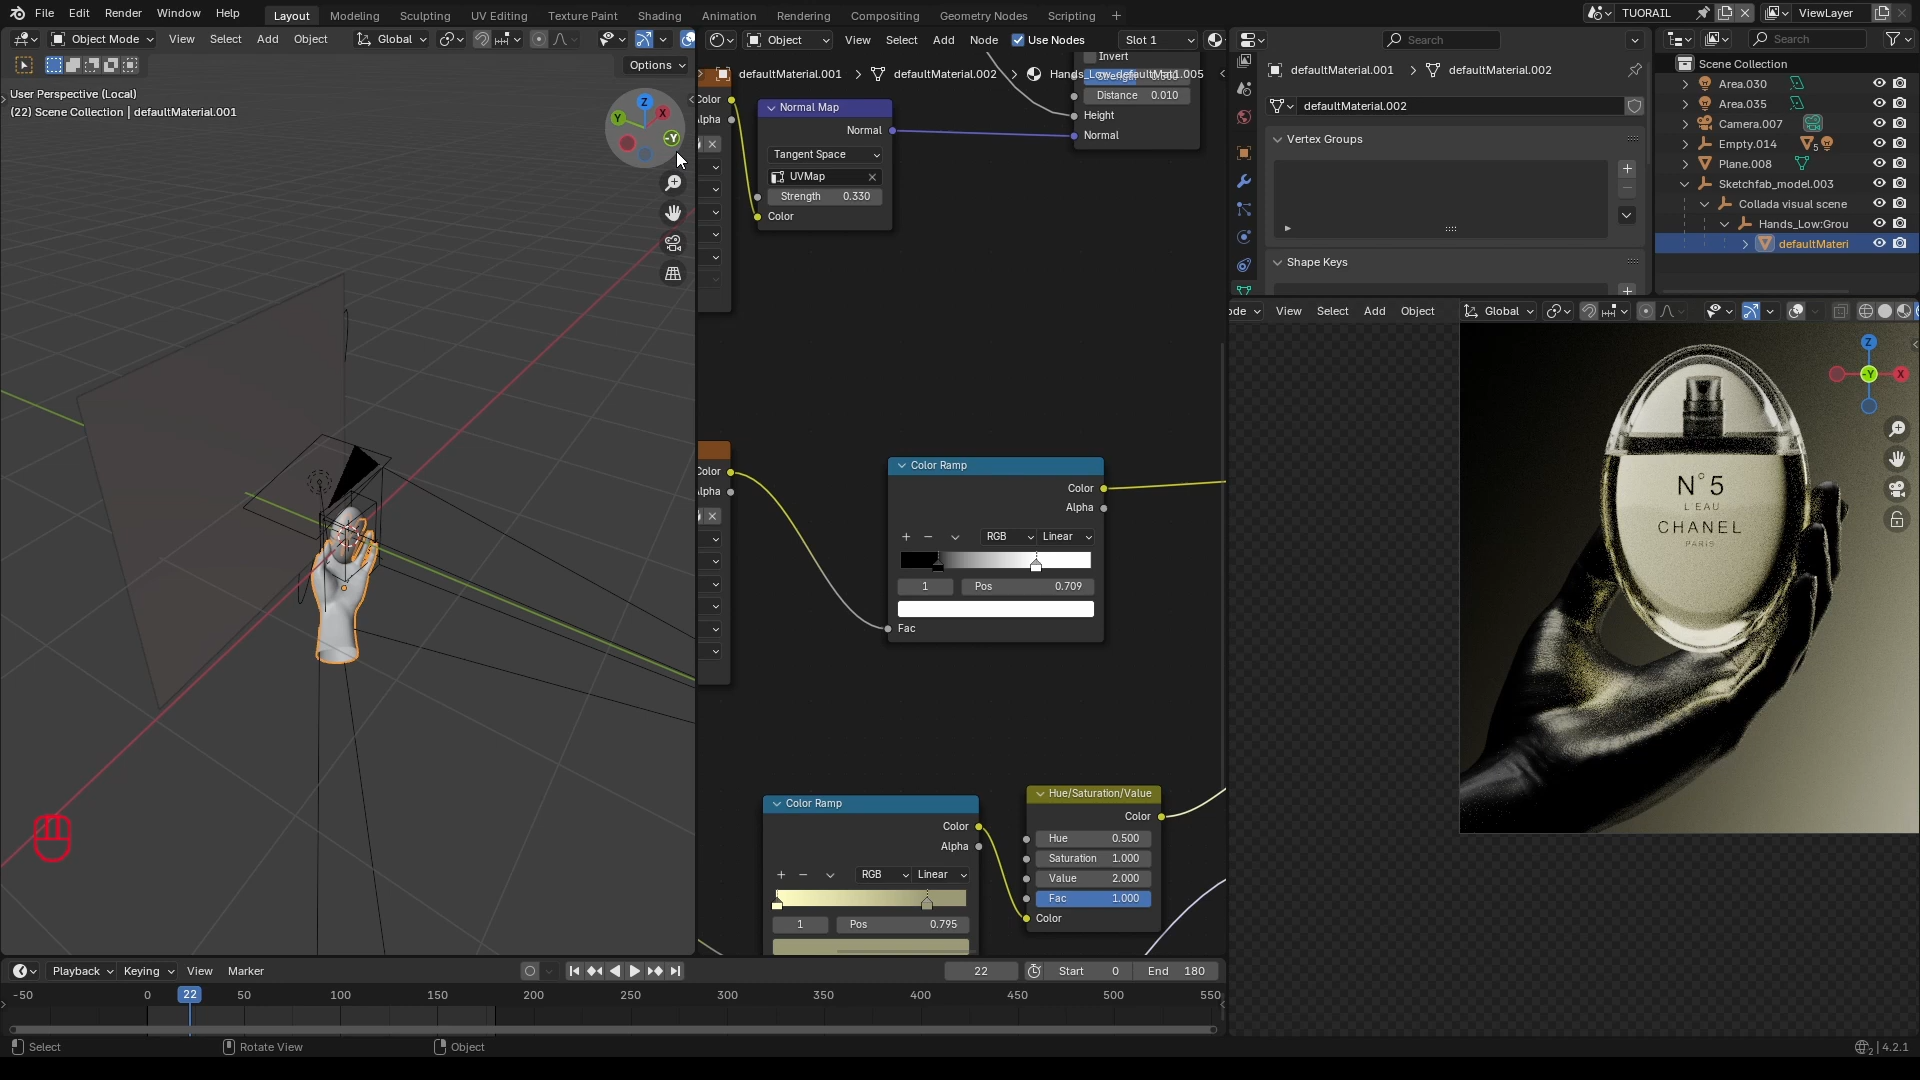 File Edit Render Window Help
Layout Modeling Sculpting UV Editing Texture Paint Shading Animation Rendering Compositing Geometry Nodes Scripting
TUORAIL
ViewLayer
Object Mode View Select Add Object Global
Options
User Perspective (Local)
(22) Scene Collection | defaultMaterial.001
Z
Y
X
-Y
Object View Select Add Node Use Nodes Slot 1
defaultMaterial.001 > defaultMaterial.002 >
Invert
Distance 0.010
Height
Normal
Color
Alpha
Normal Map
Normal
Tangent Space
UVMap
Strength 0.330
Color
Color
Alpha
Color Ramp
Color
Alpha
RGB Linear
1 Pos 0.709
Fac
Color Ramp
Color
Alpha
RGB Linear
1 Pos 0.795
Hue/Saturation/Value
Color
Hue 0.500
Saturation 1.000
Value 2.000
Fac 1.000
Color
Search
defaultMaterial.001 > defaultMaterial.002
defaultMaterial.002
Vertex Groups
Shape Keys
Search
Scene Collection
Area.030
Area.035
Camera.007
Empty.014 5
Plane.008
Sketchfab_model.003
Collada visual scene
Hands_Low:Grou
defaultMateri
ode View Select Add Object Global
Z
-Y
X
N°5
L'EAU
CHANEL
PARIS
Playback Keying View Marker
22 Start 0 End 180
-50 0 22 50 100 150 200 250 300 350 400 450 500 550
Select Rotate View Object
2 4.2.1